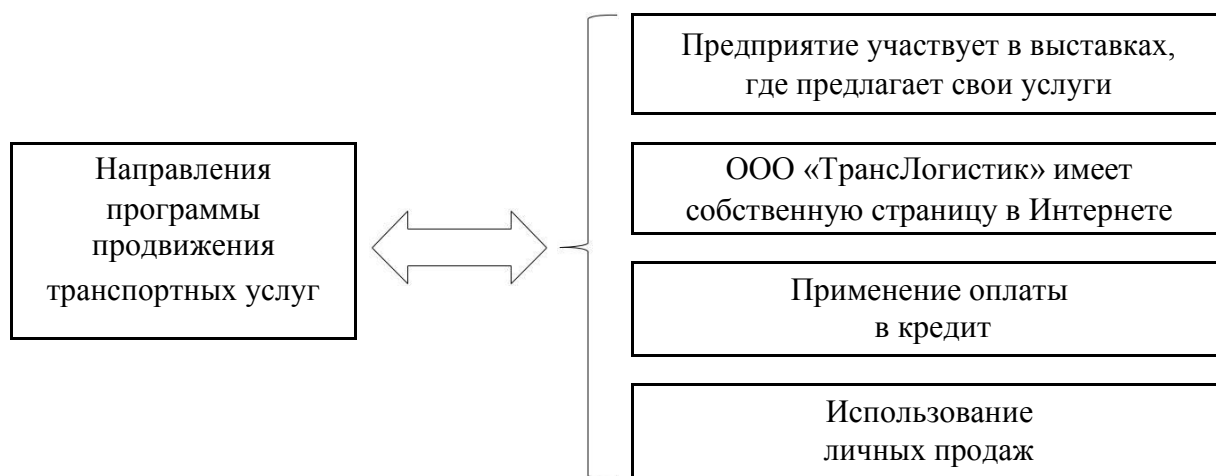 Направления
программы
продвижения
транспортных услуг
Предприятие участвует в выставках,
где предлагает свои услуги
ООО «ТрансЛогистик» имеет
собственную страницу в Интернете
Применение оплаты
в кредит
Использование
личных продаж